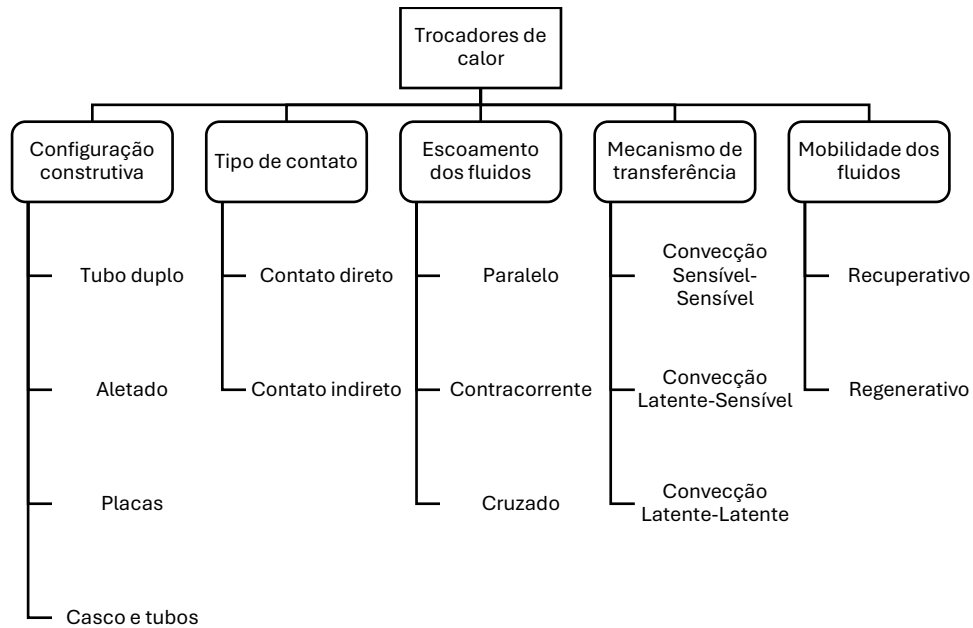 Trocadores de
calor
Configuração
construtiva
Tubo duplo
Aletado
Placas
Casco e tubos
Tipo de contato
Contato direto
Contato indireto
Escoamento
dos fluidos
Paralelo
Contracorrente
Cruzado
Mecanismo de
transferência
Convecção
Sensível-
Sensível
Convecção
Latente-Sensível
Convecção
Latente-Latente
Mobilidade dos
fluidos
Recuperativo
Regenerativo